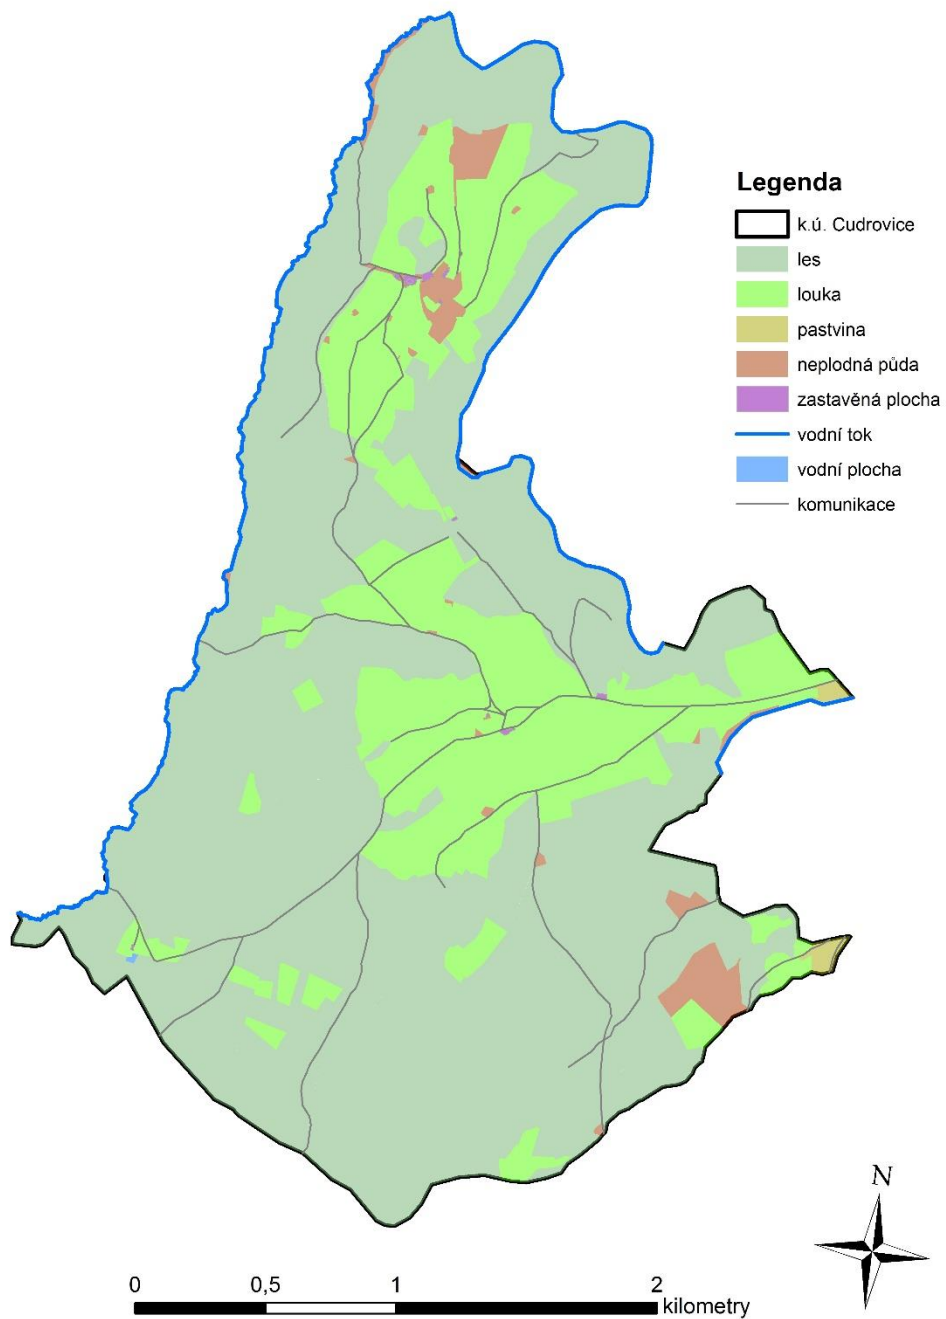 Legenda
k.ú. Cudrovice
les
louka
pastvina
neplodná půda
zastavěná plocha
vodní tok
vodní plocha
komunikace
N
0 0,5 1 2
kilometry